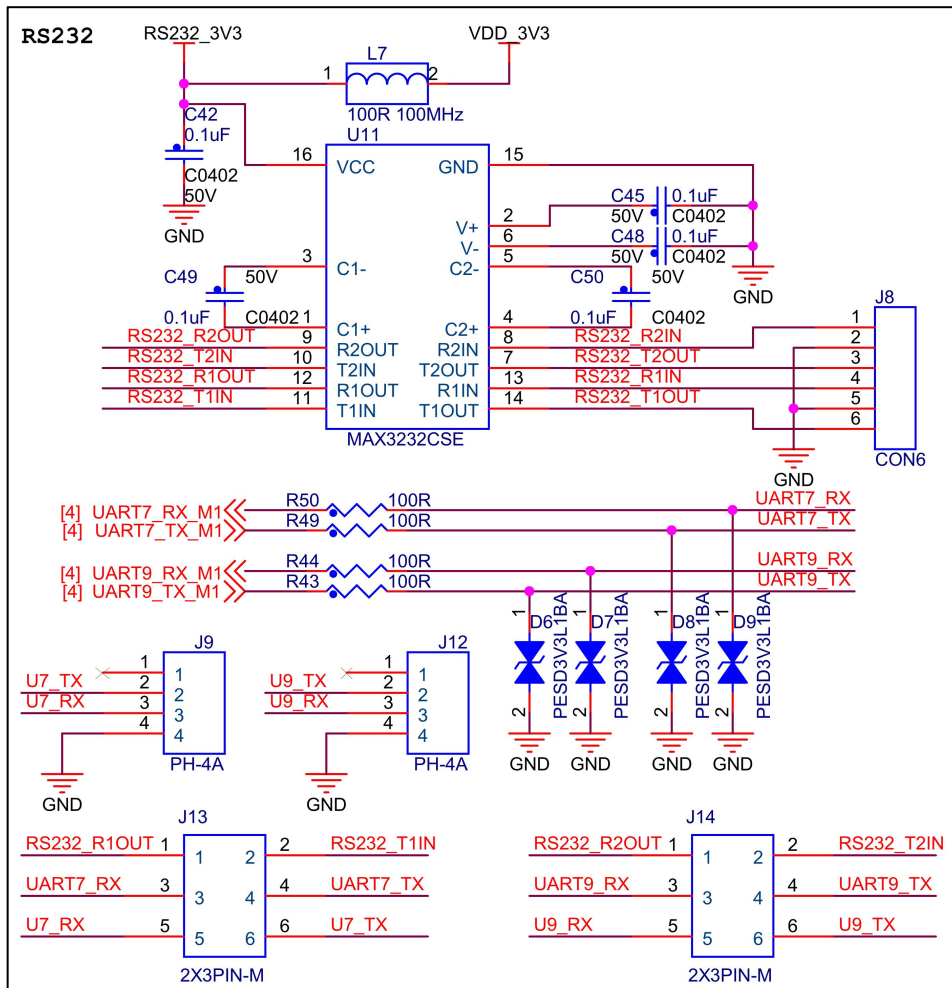 RS232
RS232_3V3
VDD_3V3
L7
1
2
100R 100MHz
C42
0.1uF
C0402
50V
GND
U11
16
VCC
GND
15
V+
2
V-
6
3
C1-
C2-
5
1
C1+
C2+
4
9
R2OUT
R2IN
8
10
T2IN
T2OUT
7
12
R1OUT
R1IN
13
11
T1IN
T1OUT
14
MAX3232CSE
C45
0.1uF
50V
C0402
C48
0.1uF
50V
C0402
GND
C49
50V
0.1uF
C0402
C50
50V
0.1uF
C0402
RS232_R2OUT
RS232_T2IN
RS232_R1OUT
RS232_T1IN
RS232_R2IN
RS232_T2OUT
RS232_R1IN
RS232_T1OUT
J8
1
2
3
4
5
6
CON6
GND
[4] UART7_RX_M1
R50
100R
UART7_RX
[4] UART7_TX_M1
R49
100R
UART7_TX
[4] UART9_RX_M1
R44
100R
UART9_RX
[4] UART9_TX_M1
R43
100R
UART9_TX
1
D6
PESD3V3L1BA
2
GND
1
D7
PESD3V3L1BA
2
GND
1
D8
PESD3V3L1BA
2
GND
1
D9
PESD3V3L1BA
2
GND
J9
1
1
U7_TX
2
2
U7_RX
3
3
4
4
PH-4A
GND
J12
1
1
U9_TX
2
2
U9_RX
3
3
4
4
PH-4A
GND
J13
RS232_R1OUT
1
1
2
2
RS232_T1IN
UART7_RX
3
3
4
4
UART7_TX
U7_RX
5
5
6
6
U7_TX
2X3PIN-M
J14
RS232_R2OUT
1
1
2
2
RS232_T2IN
UART9_RX
3
3
4
4
UART9_TX
U9_RX
5
5
6
6
U9_TX
2X3PIN-M